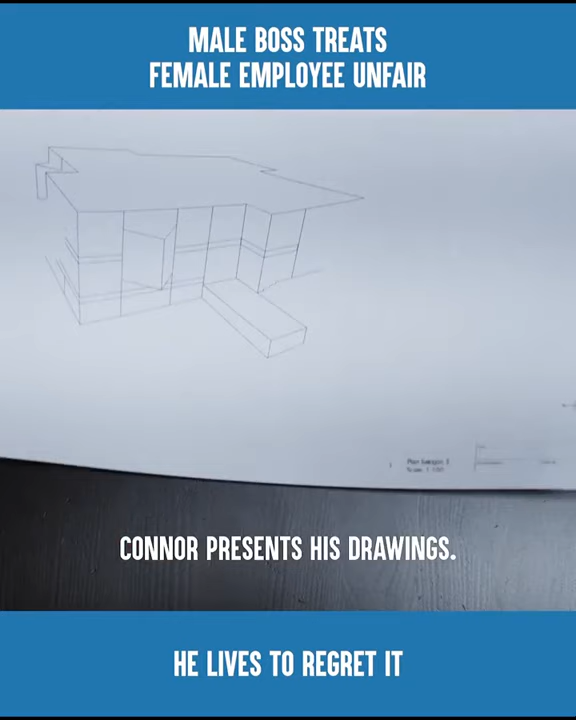 MALE BOSS TREATS
FEMALE EMPLOYEE UNFAIR
CONNOR PRESENTS HIS DRAWINGS.
HE LIVES TO REGRET IT